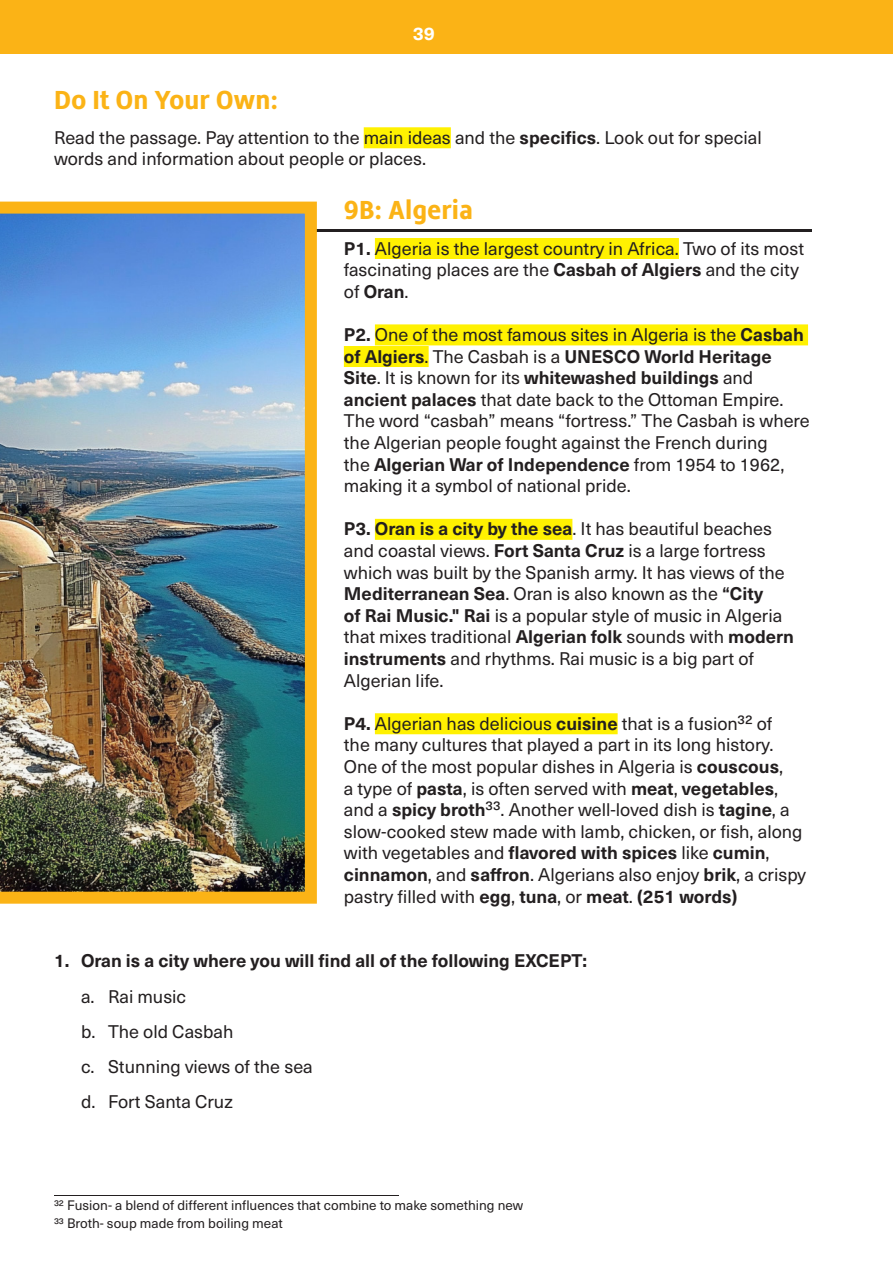 39
Do It On Your Own:
Read the passage. Pay attention to the main ideas and the specifics. Look out for special
words and information about people or places.
9B: Algeria
P1. Algeria is the largest country in Africa. Two of its most
fascinating places are the Casbah of Algiers and the city
of Oran.
P2. One of the most famous sites in Algeria is the Casbah
of Algiers. The Casbah is a UNESCO World Heritage
Site. It is known for its whitewashed buildings and
ancient palaces that date back to the Ottoman Empire.
The word “casbah” means “fortress.” The Casbah is where
the Algerian people fought against the French during
the Algerian War of Independence from 1954 to 1962,
making it a symbol of national pride.
P3. Oran is a city by the sea. It has beautiful beaches
and coastal views. Fort Santa Cruz is a large fortress
which was built by the Spanish army. It has views of the
Mediterranean Sea. Oran is also known as the “City
of Rai Music." Rai is a popular style of music in Algeria
that mixes traditional Algerian folk sounds with modern
instruments and rhythms. Rai music is a big part of
Algerian life.
P4. Algerian has delicious cuisine that is a fusion³² of
the many cultures that played a part in its long history.
One of the most popular dishes in Algeria is couscous,
a type of pasta, is often served with meat, vegetables,
and a spicy broth³³. Another well-loved dish is tagine, a
slow-cooked stew made with lamb, chicken, or fish, along
with vegetables and flavored with spices like cumin,
cinnamon, and saffron. Algerians also enjoy brik, a crispy
pastry filled with egg, tuna, or meat. (251 words)
1. Oran is a city where you will find all of the following EXCEPT:
a. Rai music
b. The old Casbah
c. Stunning views of the sea
d. Fort Santa Cruz
³² Fusion- a blend of different influences that combine to make something new
³³ Broth- soup made from boiling meat